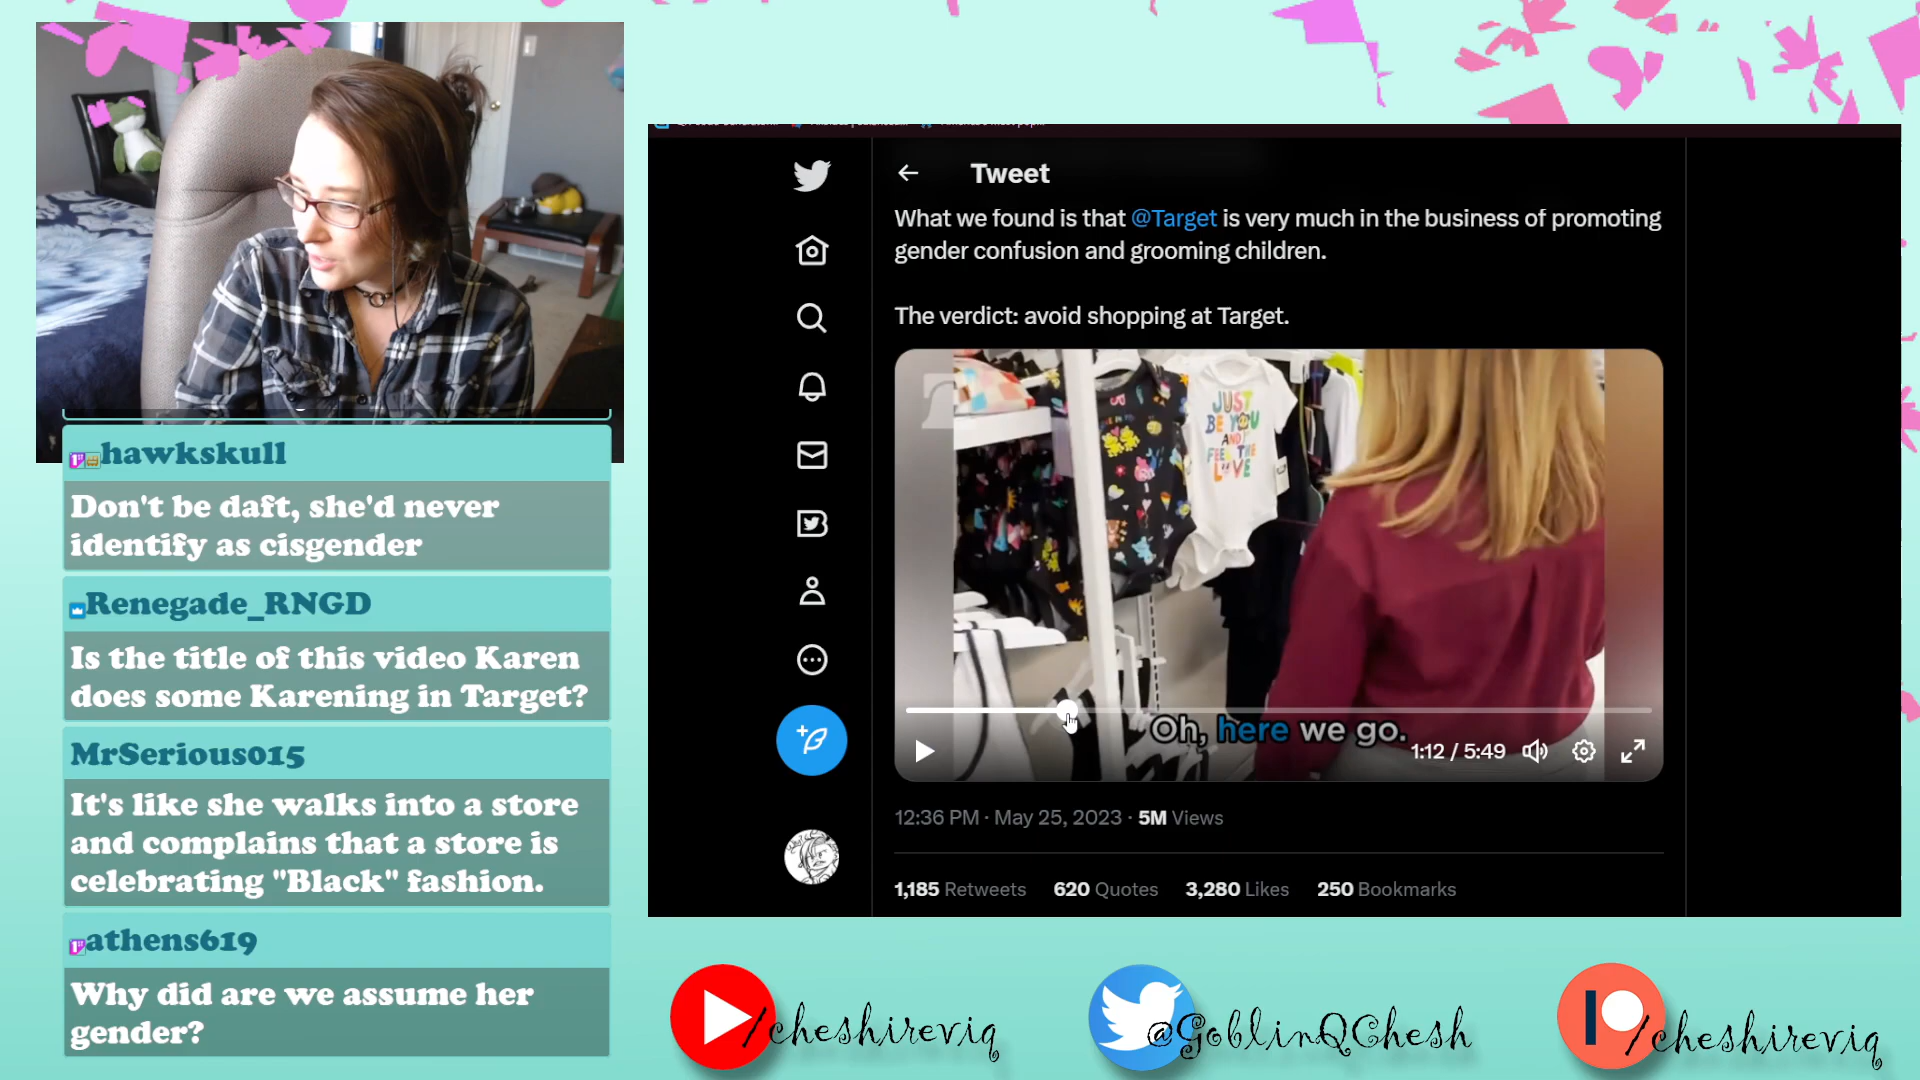 Tweet
What we found is that @Target is very much in the business of promoting
gender confusion and grooming children.
The verdict: avoid shopping at Target.
JUST
BE YOU
AND
FEEL THE
LOVE
Oh, here we go.
1:12 / 5:49
12:36 PM · May 25, 2023 · 5M Views
1,185 Retweets 620 Quotes 3,280 Likes 250 Bookmarks
hawkskull
Don't be daft, she'd never
identify as cisgender
Renegade_RNGD
Is the title of this video Karen
does some Karening in Target?
MrSerious015
It's like she walks into a store
and complains that a store is
celebrating "Black" fashion.
athens619
Why did are we assume her
gender?
/cheshireviq
@GoblinQChesh
/cheshireviq